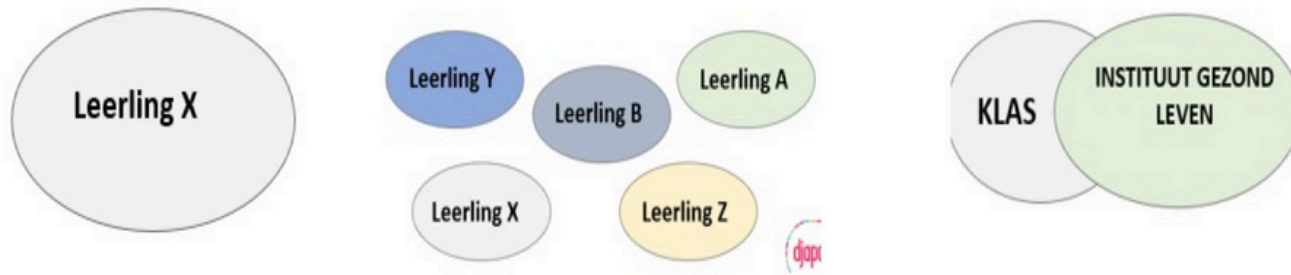 Leerling X
Leerling Y
Leerling B
Leerling A
Leerling X
Leerling Z
KLAS
INSTITUUT GEZOND
LEVEN